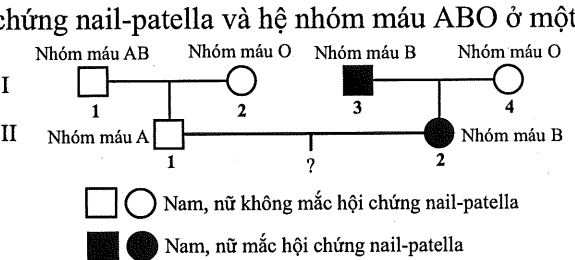 chứng nail-patella và hệ nhóm máu ABO ở một
Nhóm máu AB Nhóm máu O Nhóm máu B Nhóm máu O
I
1 2 3 4
II Nhóm máu A Nhóm máu B
1 ? 2
Nam, nữ không mắc hội chứng nail-patella
Nam, nữ mắc hội chứng nail-patella